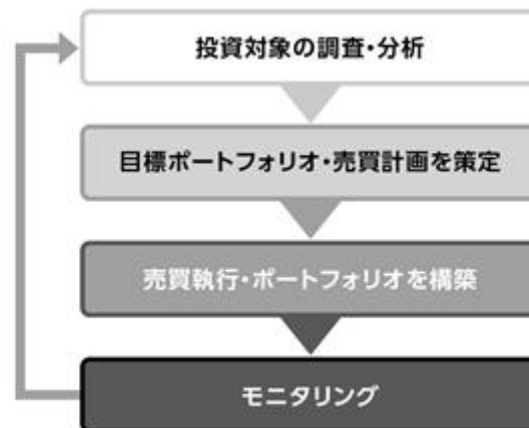 投資対象の調査・分析
目標ポートフォリオ・売買計画を策定
売買執行・ポートフォリオを構築
モニタリング